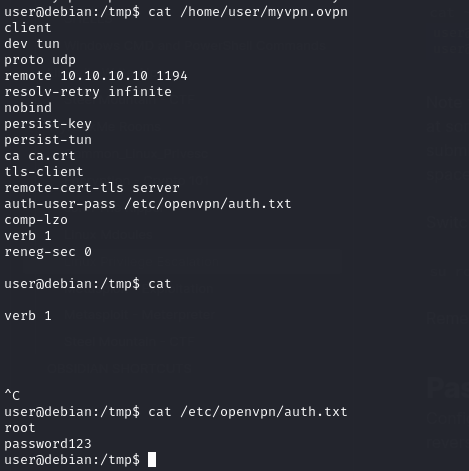 user@debian:/tmp$ cat /home/user/myvpn.ovpn
client
dev tun
proto udp
remote 10.10.10.10 1194
resolv-retry infinite
nobind
persist-key
persist-tun
ca ca.crt
tls-client
remote-cert-tls server
auth-user-pass /etc/openvpn/auth.txt
comp-lzo
verb 1
reneg-sec 0
user@debian:/tmp$ cat
verb 1
^C
user@debian:/tmp$ cat /etc/openvpn/auth.txt
root
password123
user@debian:/tmp$